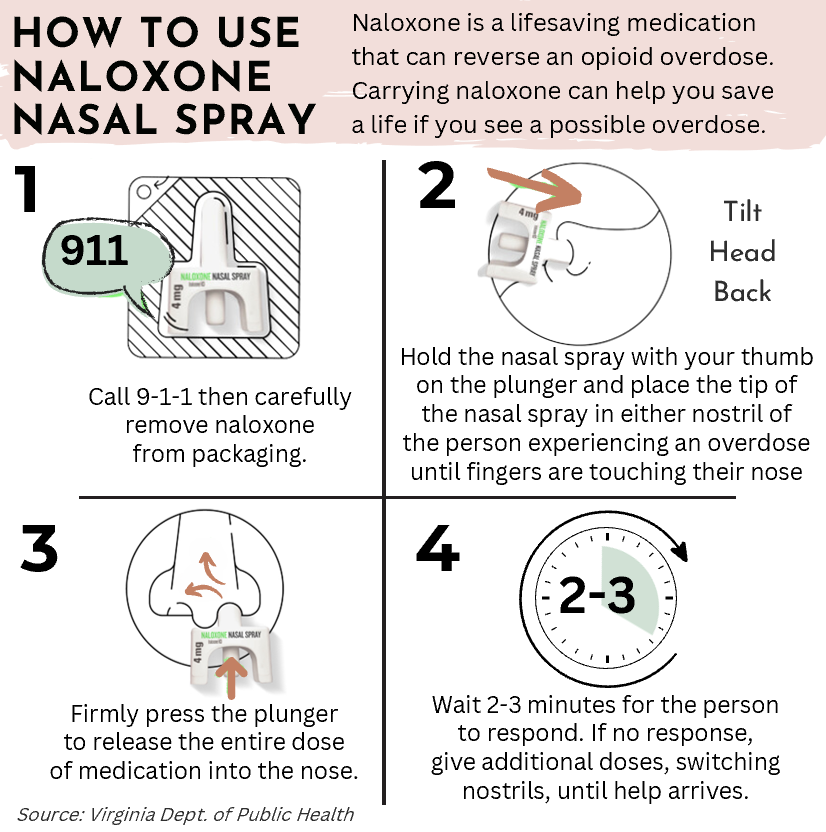 HOW TO USE
NALOXONE
NASAL SPRAY
Naloxone is a lifesaving medication
that can reverse an opioid overdose.
Carrying naloxone can help you save
a life if you see a possible overdose.
1
911
NALOXONE NASAL SPRAY
4 mg
Call 9-1-1 then carefully
remove naloxone
from packaging.
2
4 mg
NALOXONE NASAL SPRAY
Tilt
Head
Back
Hold the nasal spray with your thumb
on the plunger and place the tip of
the nasal spray in either nostril of
the person experiencing an overdose
until fingers are touching their nose
3
NALOXONE NASAL SPRAY
4 mg
Firmly press the plunger
to release the entire dose
of medication into the nose.
4
2-3
Wait 2-3 minutes for the person
to respond. If no response,
give additional doses, switching
nostrils, until help arrives.
Source: Virginia Dept. of Public Health